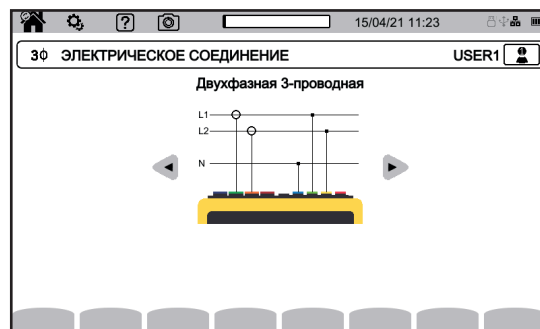 ? 15/04/21 11:23
3ϕ ЭЛЕКТРИЧЕСКОЕ СОЕДИНЕНИЕ USER1
Двухфазная 3-проводная
L1
L2
N